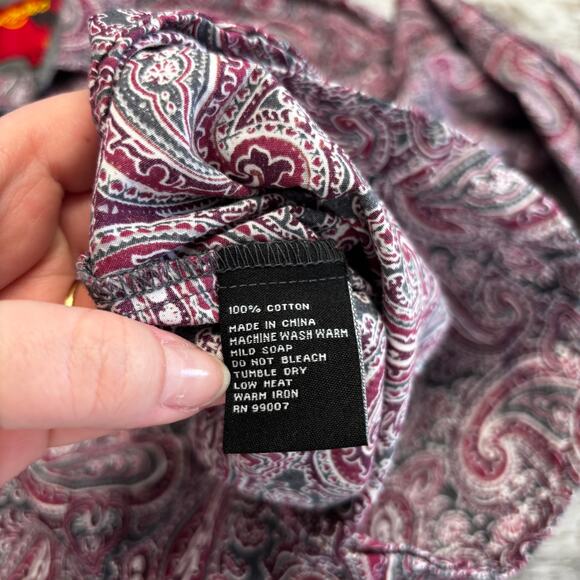 100% COTTON
MADE IN CHINA
MACHINE WASH WARM
MILD SOAP
DO NOT BLEACH
TUMBLE DRY
LOW HEAT
WARM IRON
RN 99007